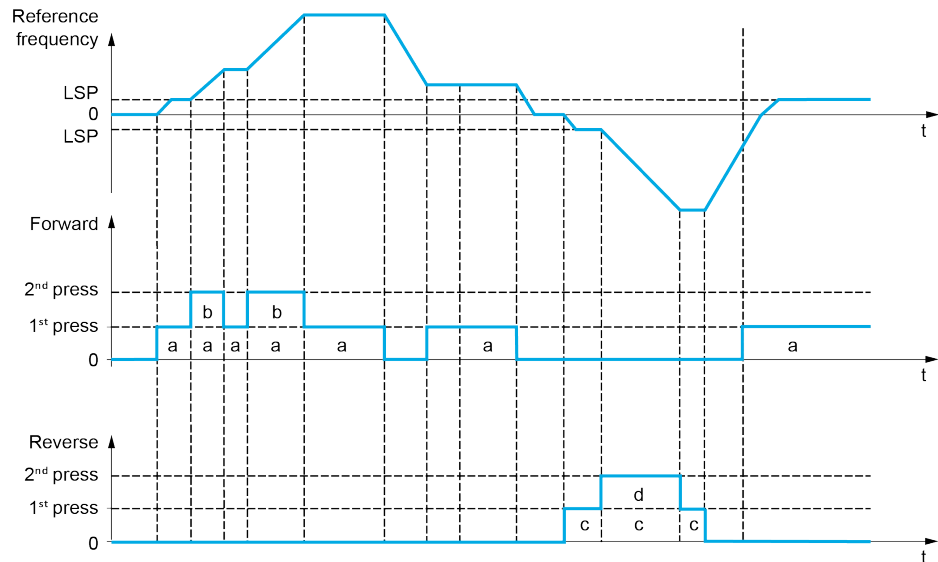 Reference
frequency
LSP
0
LSP
t
Forward
2nd press
b b
1st press
a a a a a a a
0
t
Reverse
2nd press
d
1st press
c c c
0
t